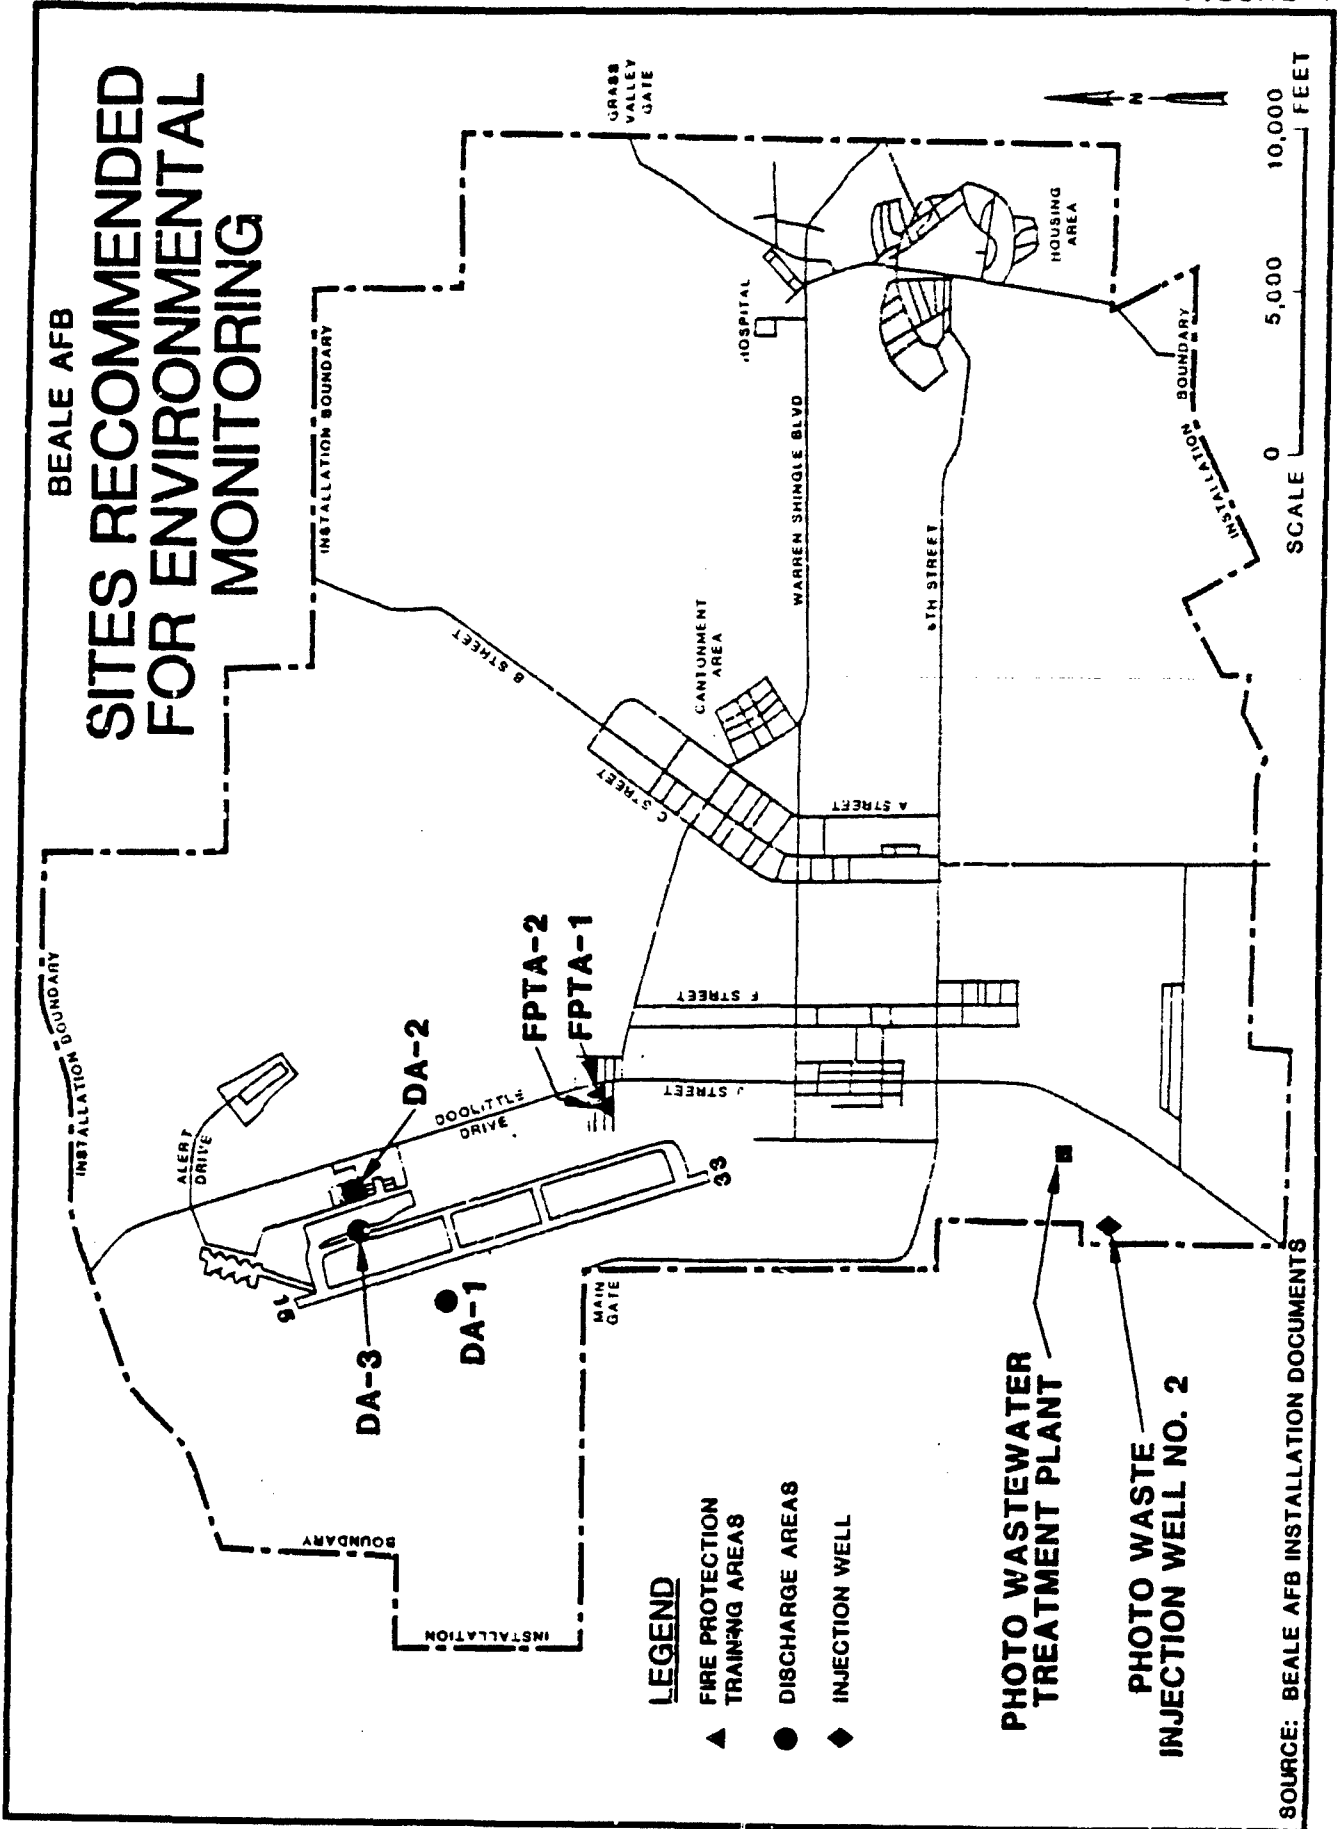 BEALE AFB
SITES RECOMMENDED
FOR ENVIRONMENTAL
MONITORING
INSTALLATION BOUNDARY
INSTALLATION BOUNDARY
ALERT
DRIVE
DA-2
DOOLITTLE
DRIVE
16
33
DA-3
DA-1
FPTA-2
FPTA-1
B STREET
C STREET
CANTONMENT
AREA
GRASS
VALLEY
GATE
HOSPITAL
WARREN SHINGLE BLVD
HOUSING
AREA
A STREET
F STREET
J STREET
6TH STREET
MAIN
GATE
INSTALLATION
BOUNDARY
INSTALLATION
BOUNDARY
N
LEGEND
FIRE PROTECTION
TRAINING AREAS
DISCHARGE AREAS
INJECTION WELL
PHOTO WASTEWATER
TREATMENT PLANT
PHOTO WASTE
INJECTION WELL NO. 2
SCALE
0
5,000
10,000
FEET
SOURCE: BEALE AFB INSTALLATION DOCUMENTS